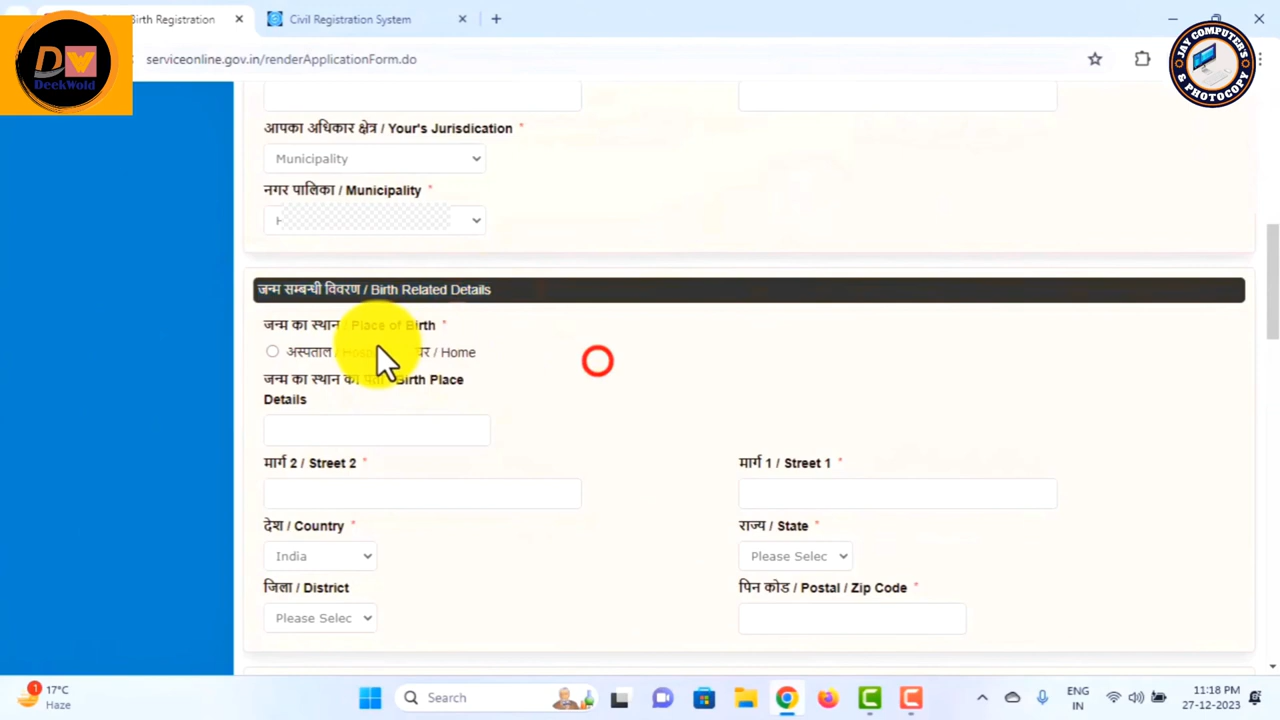 Birth Registration
Civil Registration System
serviceonline.gov.in/renderApplicationForm.do
DW
DeekWold
JAY COMPUTER'S
& PHOTOCOPY
आपका अधिकार क्षेत्र / Your's Jurisdication *
Municipality
नगर पालिका / Municipality *
H
जन्म सम्बन्धी विवरण / Birth Related Details
जन्म का स्थान / Place of Birth *
अस्पताल / / Home
जन्म का स्थान का / Birth Place
Details
मार्ग 2 / Street 2 *
मार्ग 1 / Street 1 *
देश / Country *
राज्य / State *
India
Please Selec
जिला / District
पिन कोड / Postal / Zip Code *
Please Selec
1
17°C
Haze
Search
ENG
IN
11:18 PM
27-12-2023